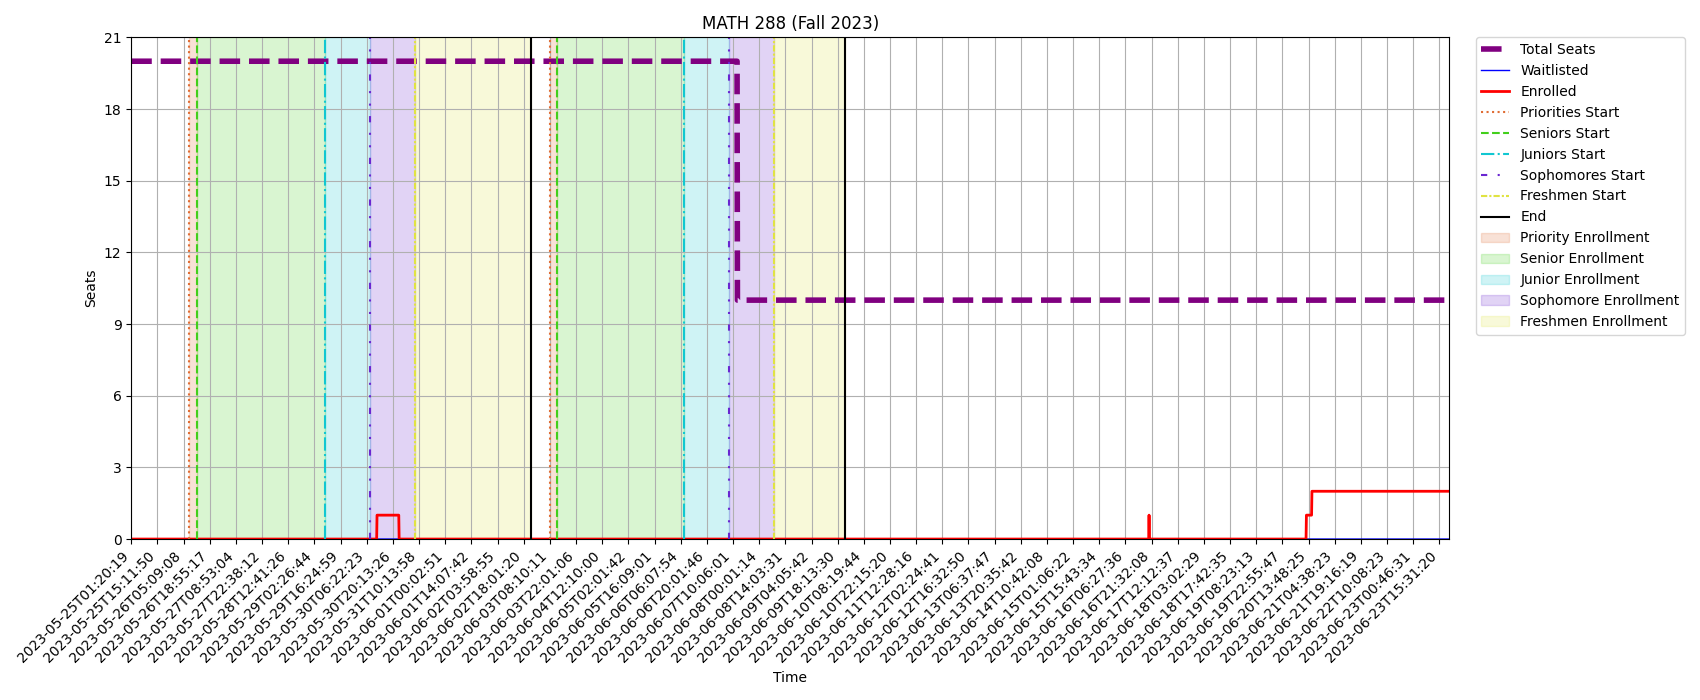 MATH 288 (Fall 2023)
21
18
15
12
9
6
3
0
Seats
2023-05-25T01:20:19
2023-05-25T15:11:50
2023-05-26T05:09:08
2023-05-26T18:55:17
2023-05-27T08:53:04
2023-05-27T22:38:12
2023-05-28T12:41:26
2023-05-29T02:26:44
2023-05-29T16:24:59
2023-05-30T06:22:23
2023-05-30T20:13:26
2023-05-31T10:13:58
2023-06-01T00:02:51
2023-06-01T14:07:42
2023-06-02T03:58:55
2023-06-02T18:01:20
2023-06-03T08:10:11
2023-06-03T22:01:06
2023-06-04T12:10:00
2023-06-05T02:01:42
2023-06-05T16:09:01
2023-06-06T06:07:54
2023-06-06T20:01:46
2023-06-07T10:06:01
2023-06-08T00:01:14
2023-06-08T14:03:31
2023-06-09T04:05:42
2023-06-09T18:13:30
2023-06-10T08:19:44
2023-06-10T22:15:20
2023-06-11T12:28:16
2023-06-12T02:24:41
2023-06-12T16:32:50
2023-06-13T06:37:47
2023-06-13T20:35:42
2023-06-14T10:42:08
2023-06-15T01:06:22
2023-06-15T15:43:34
2023-06-16T06:27:36
2023-06-16T21:32:08
2023-06-17T12:12:37
2023-06-18T03:02:29
2023-06-18T17:42:35
2023-06-19T08:23:13
2023-06-19T22:55:47
2023-06-20T13:48:25
2023-06-21T04:38:23
2023-06-21T19:16:19
2023-06-22T10:08:23
2023-06-23T00:46:31
2023-06-23T15:31:20
Time
Total Seats
Waitlisted
Enrolled
Priorities Start
Seniors Start
Juniors Start
Sophomores Start
Freshmen Start
End
Priority Enrollment
Senior Enrollment
Junior Enrollment
Sophomore Enrollment
Freshmen Enrollment